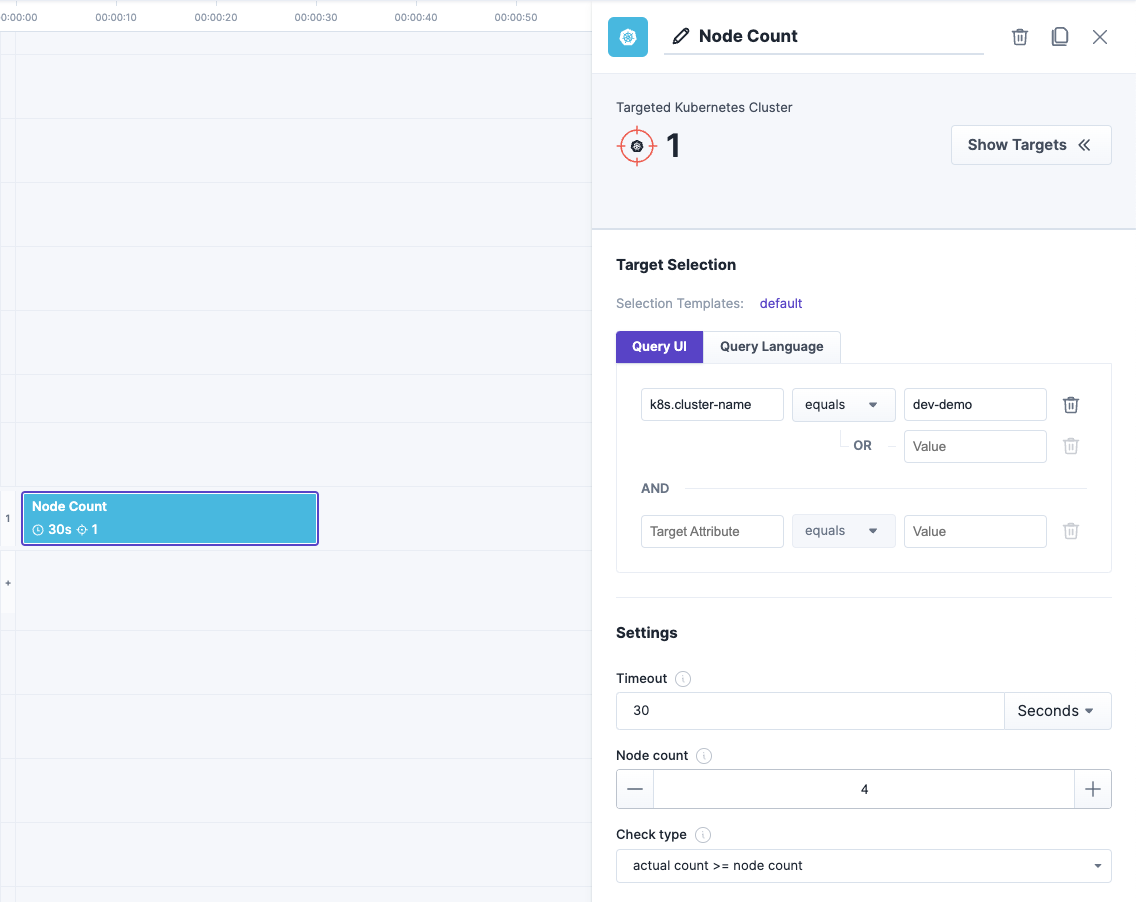 0:00:00 00:00:10 00:00:20 00:00:30 00:00:40 00:00:50
Node Count
Targeted Kubernetes Cluster
1
Show Targets
Target Selection
Selection Templates: default
Query UI Query Language
k8s.cluster-name equals dev-demo
OR Value
AND
Target Attribute equals Value
1
Node Count
30s 1
+
Settings
Timeout
30 Seconds
Node count
4
Check type
actual count >= node count